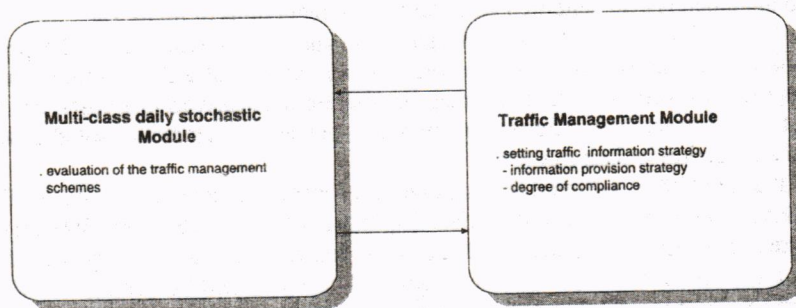 Multi-class daily stochastic
Module
. evaluation of the traffic management
schemes
Traffic Management Module
. setting traffic information strategy
- information provision strategy
- degree of compliance